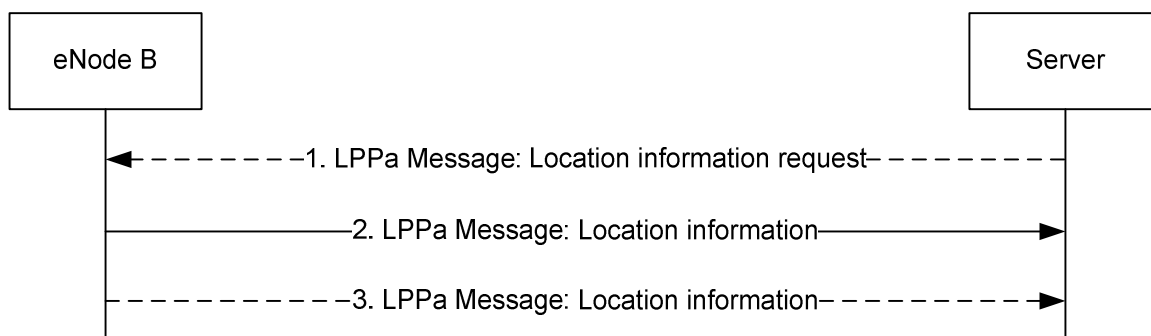 eNode B
Server
1. LPPa Message: Location information request
2. LPPa Message: Location information
3. LPPa Message: Location information